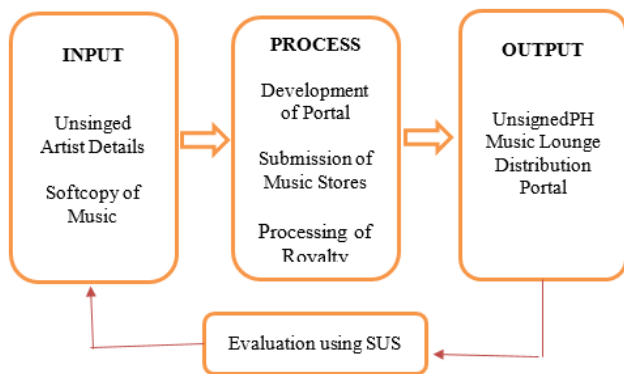 INPUT
Unsinged
Artist Details
Softcopy of
Music
PROCESS
Development
of Portal
Submission of
Music Stores
Processing of
Royalty
OUTPUT
UnsignedPH
Music Lounge
Distribution
Portal
Evaluation using SUS